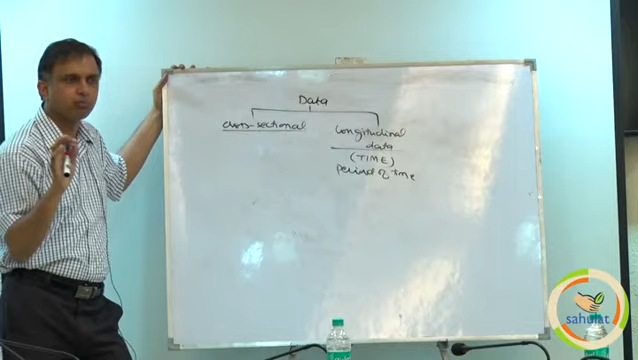 Data
cross-sectional
Longitudinal
data
(TIME)
Period of Time
sahulat